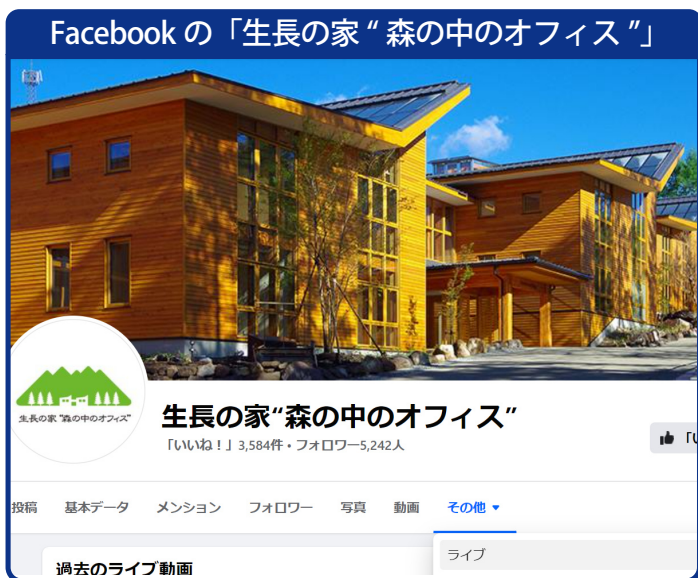 Facebook の「生長の家 “ 森の中のオフィス ”」
生長の家 “森の中のオフィス”
生長の家“森の中のオフィス”
「いいね！」3,584件・フォロワー5,242人
「い
投稿 基本データ メンション フォロワー 写真 動画 その他
ライブ
過去のライブ動画